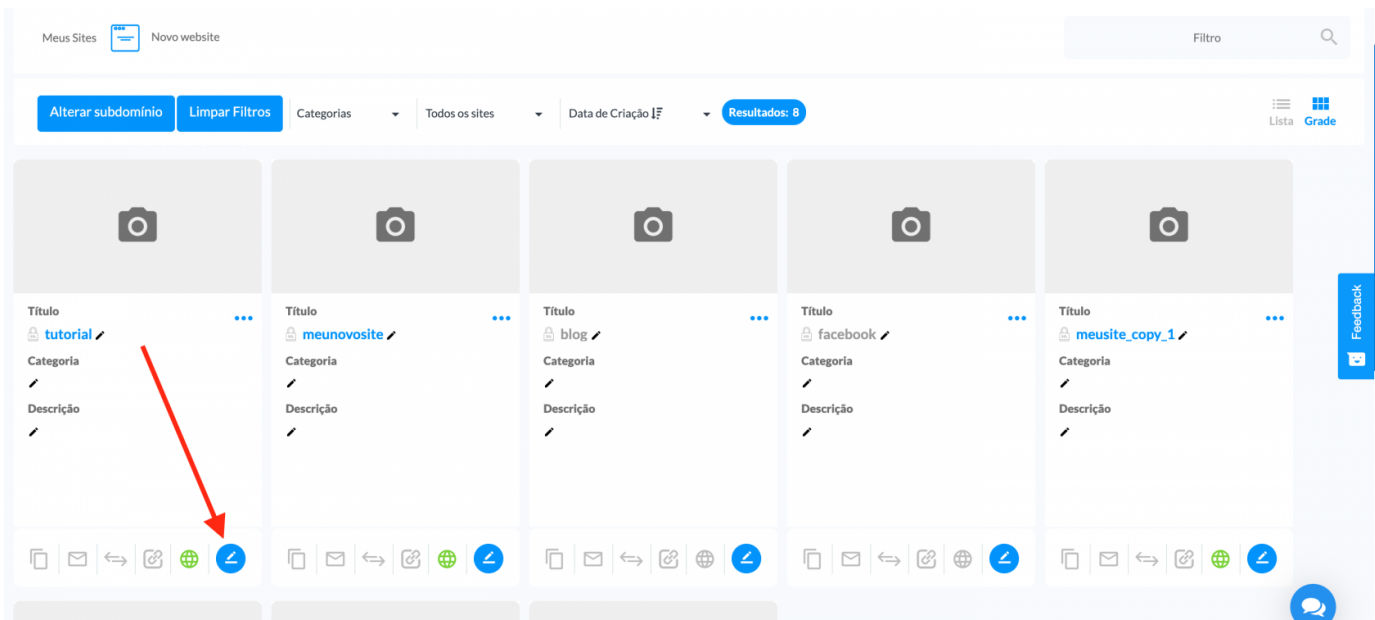 Meus Sites Novo website Filtro
Alterar subdomínio Limpar Filtros Categorias Todos os sites Data de Criação Resultados: 8 Lista Grade
Título Título Título Título Título
tutorial meunovosite blog facebook meusite_copy_1
Categoria Categoria Categoria Categoria Categoria
Descrição Descrição Descrição Descrição Descrição
Feedback